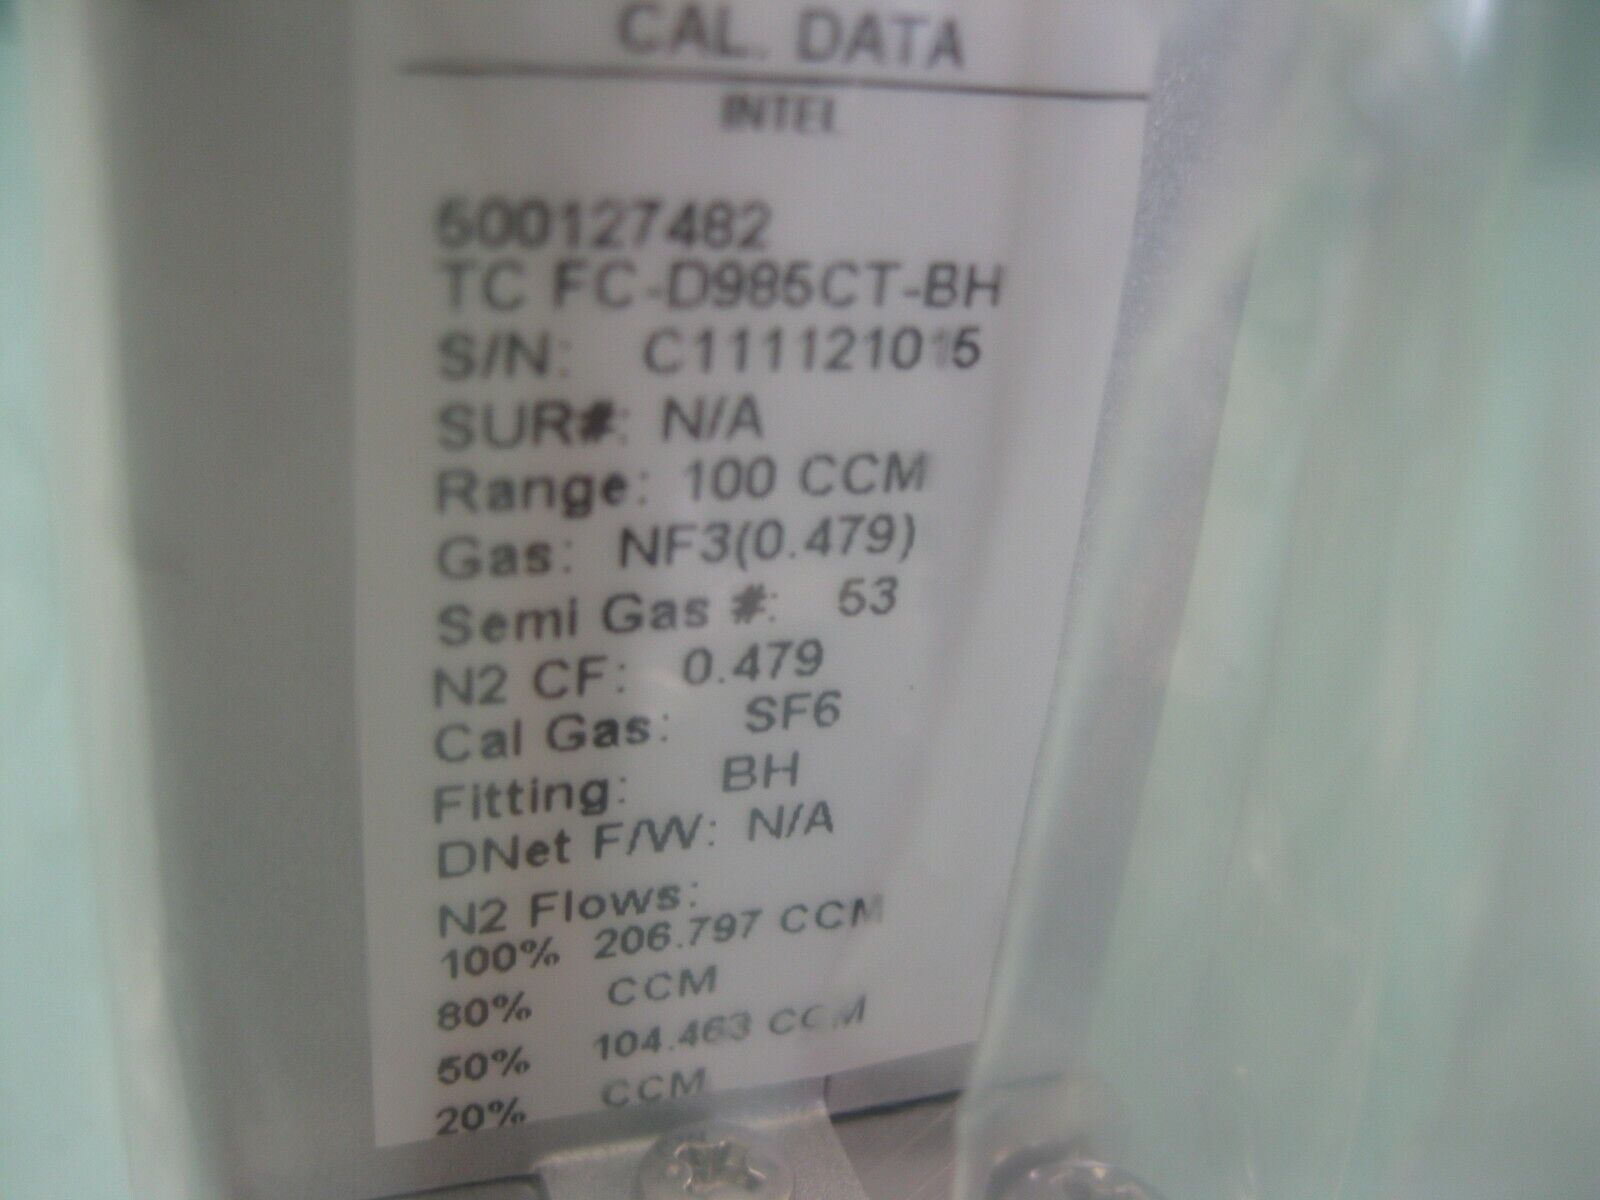 CAL. DATA
INTEL
500127482
TC FC-D985CT-BH
S/N: C111121015
SUR#: N/A
Range: 100 CCM
Gas: NF3(0.479)
Semi Gas #: 53
N2 CF: 0.479
Cal Gas: SF6
Fitting: BH
DNet F/W: N/A
N2 Flows:
100% 206.797 CCM
80% CCM
50% 104.463 CCM
20% CCM